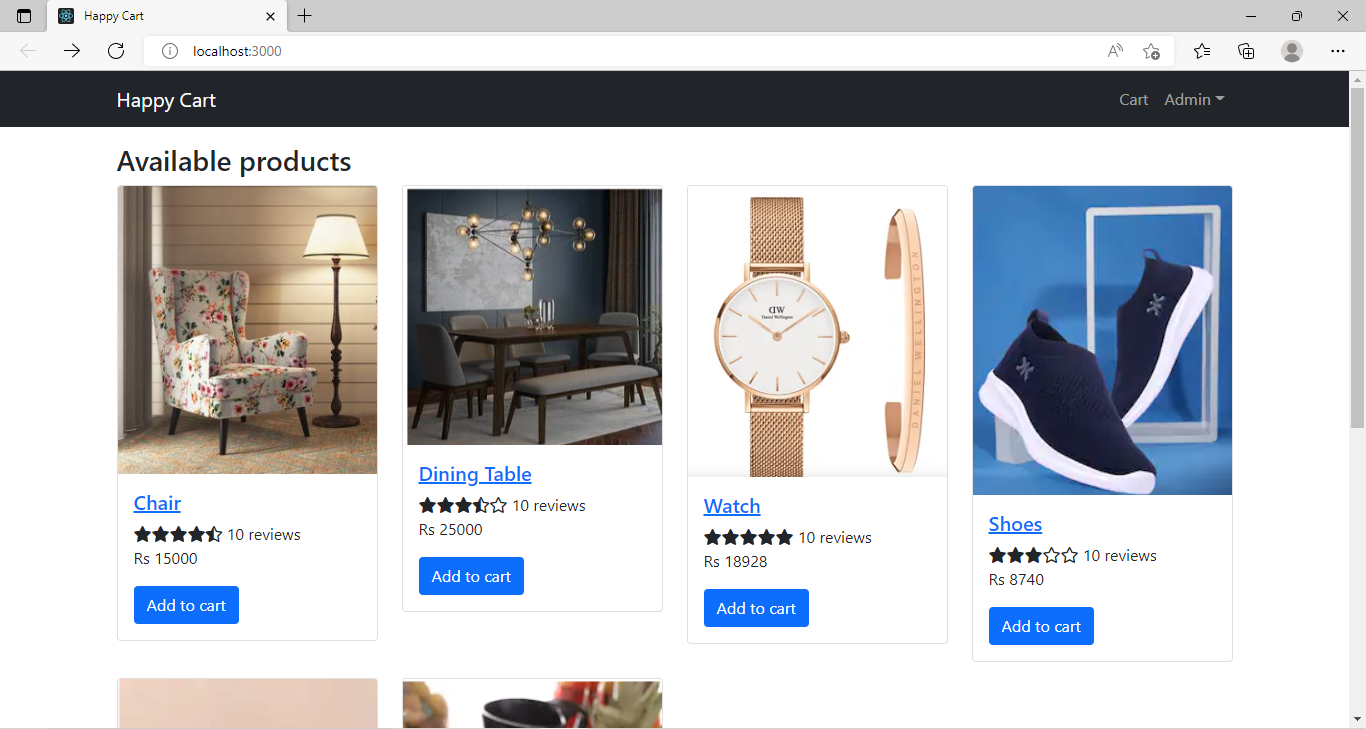 Happy Cart
localhost:3000
Happy Cart
Cart Admin
Available products
DW
Daniel Wellington
DANIEL WELLINGTON
Chair
10 reviews
Rs 15000
Add to cart
Dining Table
10 reviews
Rs 25000
Add to cart
Watch
10 reviews
Rs 18928
Add to cart
Shoes
10 reviews
Rs 8740
Add to cart